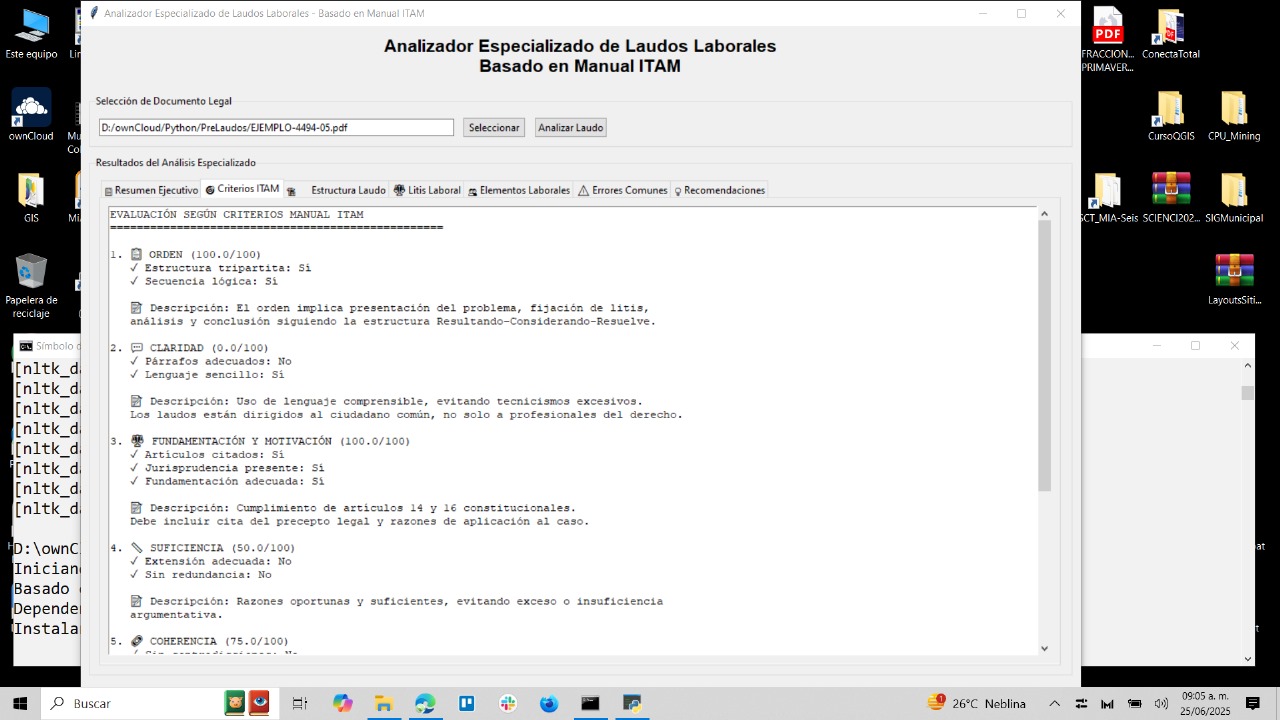 Analizador Especializado de Laudos Laborales - Basado en Manual ITAM
Analizador Especializado de Laudos Laborales
Basado en Manual ITAM
Selección de Documento Legal
D:/ownCloud/Python/PreLaudos/EJEMPLO-4494-05.pdf
Seleccionar
Analizar Laudo
Resultados del Análisis Especializado
Resumen Ejecutivo
Criterios ITAM
Estructura Laudo
Litis Laboral
Elementos Laborales
Errores Comunes
Recomendaciones
EVALUACIÓN SEGÚN CRITERIOS MANUAL ITAM
==================================================
1. ORDEN (100.0/100)
✓ Estructura tripartita: Sí
✓ Secuencia lógica: Sí
Descripción: El orden implica presentación del problema, fijación de litis,
análisis y conclusión siguiendo la estructura Resultando-Considerando-Resuelve.
2. CLARIDAD (0.0/100)
✓ Párrafos adecuados: No
✓ Lenguaje sencillo: Sí
Descripción: Uso de lenguaje comprensible, evitando tecnicismos excesivos.
Los laudos están dirigidos al ciudadano común, no solo a profesionales del derecho.
3. FUNDAMENTACIÓN Y MOTIVACIÓN (100.0/100)
✓ Artículos citados: Sí
✓ Jurisprudencia presente: Sí
✓ Fundamentación adecuada: Sí
Descripción: Cumplimiento de artículos 14 y 16 constitucionales.
Debe incluir cita del precepto legal y razones de aplicación al caso.
4. SUFICIENCIA (50.0/100)
✓ Extensión adecuada: No
✓ Sin redundancia: No
Descripción: Razones oportunas y suficientes, evitando exceso o insuficiencia
argumentativa.
5. COHERENCIA (75.0/100)
Este equipo
ownCloud
GIS
Papelera de
reciclaje
PDF
FRACCION...
PRIMAVER...
ConectaTotal
CursoQGIS
CPU_Mining
SCT_MIA-Seis
SCIENCI202...
SIGMunicipal
LayoutsSiti...
Símbolo d
[nltk_da
[nltk_da
[nltk_da
[nltk_da
[nltk_da
[nltk_da
[nltk_da
[nltk_da
D:\ownCl
Inician
Basado
Depende
Instala
Buscar
1
26°C Neblina
09:05 a. m.
25/06/2025